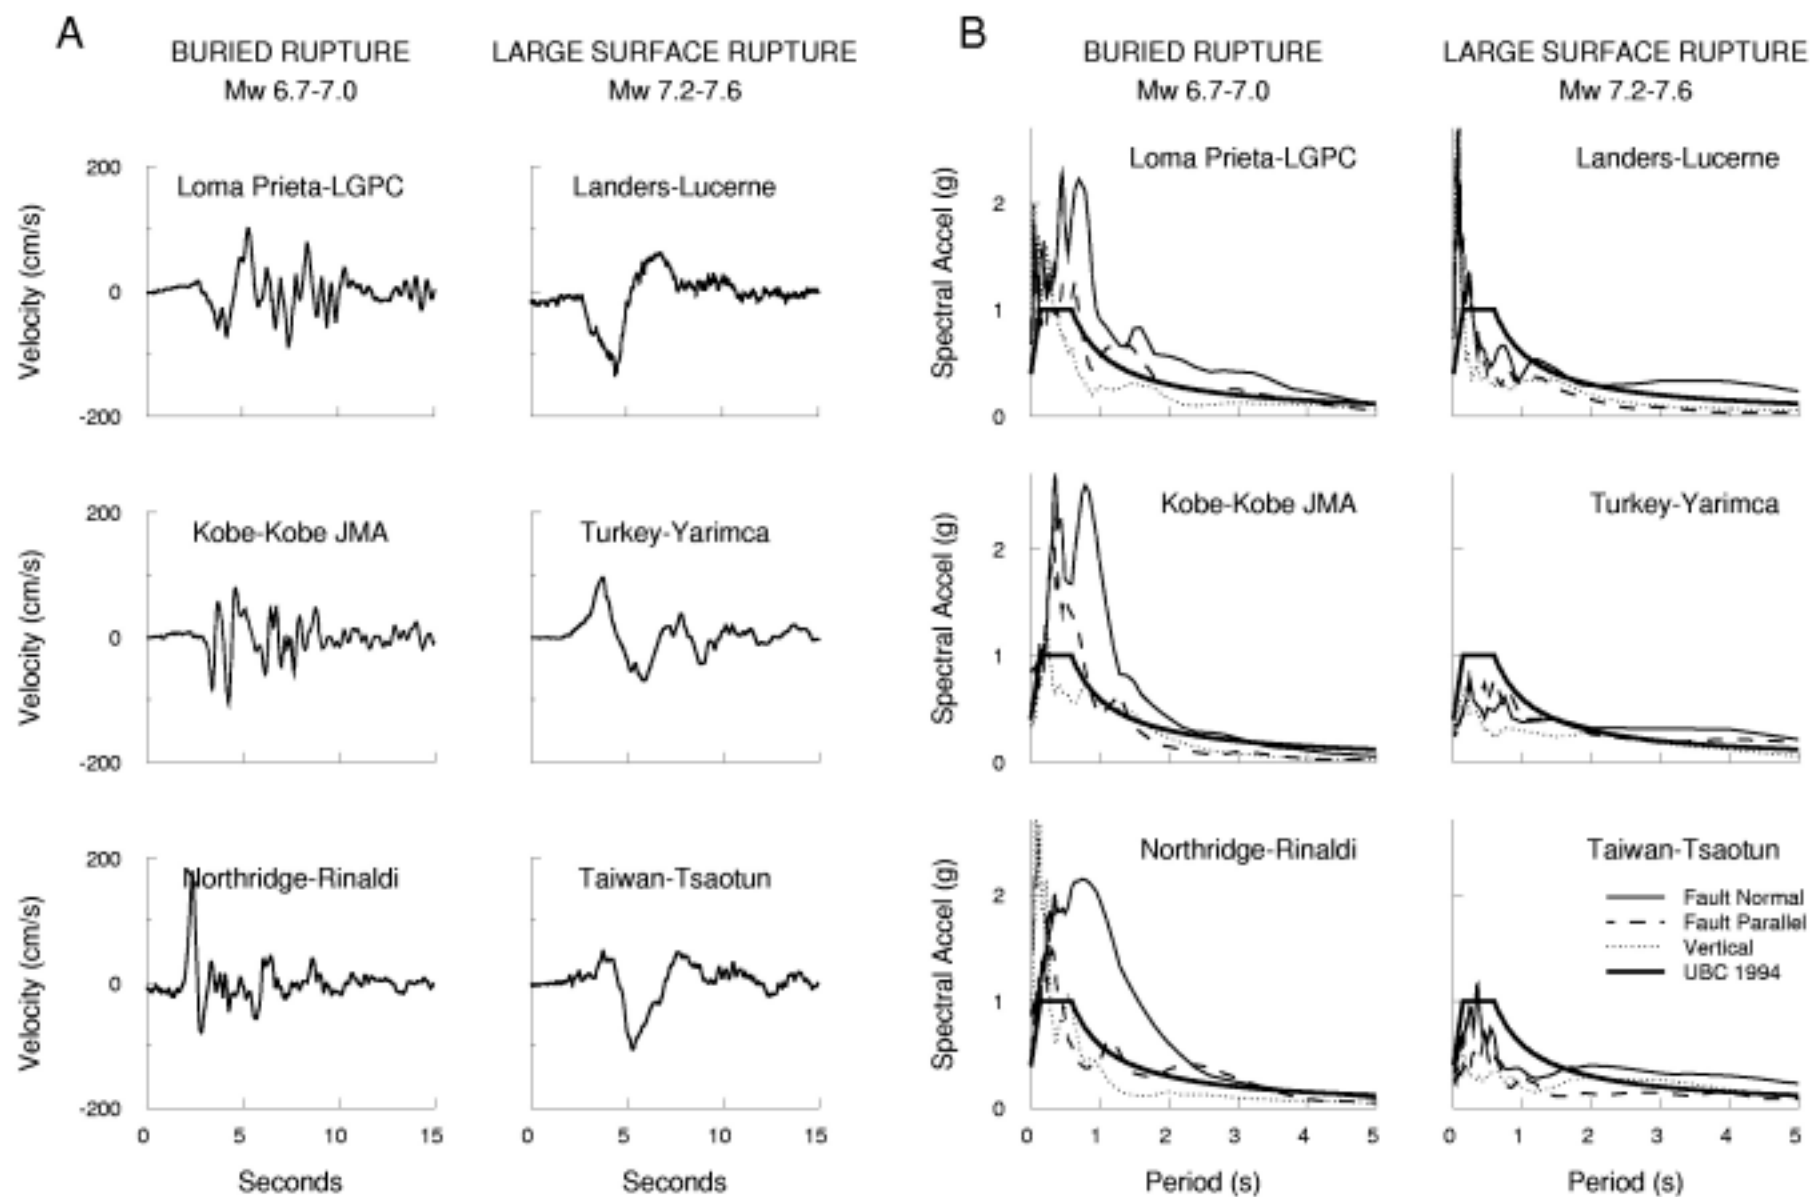 A
BURIED RUPTURE
Mw 6.7-7.0
LARGE SURFACE RUPTURE
Mw 7.2-7.6
Velocity (cm/s)
200
0
-200
Loma Prieta-LGPC
Landers-Lucerne
Velocity (cm/s)
200
0
-200
Kobe-Kobe JMA
Turkey-Yarimca
Velocity (cm/s)
200
0
-200
Northridge-Rinaldi
Taiwan-Tsaotun
0 5 10 15
0 5 10 15
Seconds
Seconds
B
BURIED RUPTURE
Mw 6.7-7.0
LARGE SURFACE RUPTURE
Mw 7.2-7.6
Spectral Accel (g)
2
1
0
Loma Prieta-LGPC
Landers-Lucerne
Spectral Accel (g)
2
1
0
Kobe-Kobe JMA
Turkey-Yarimca
Spectral Accel (g)
2
1
0
Northridge-Rinaldi
Taiwan-Tsaotun
Fault Normal
Fault Parallel
Vertical
UBC 1994
0 1 2 3 4 5
0 1 2 3 4 5
Period (s)
Period (s)